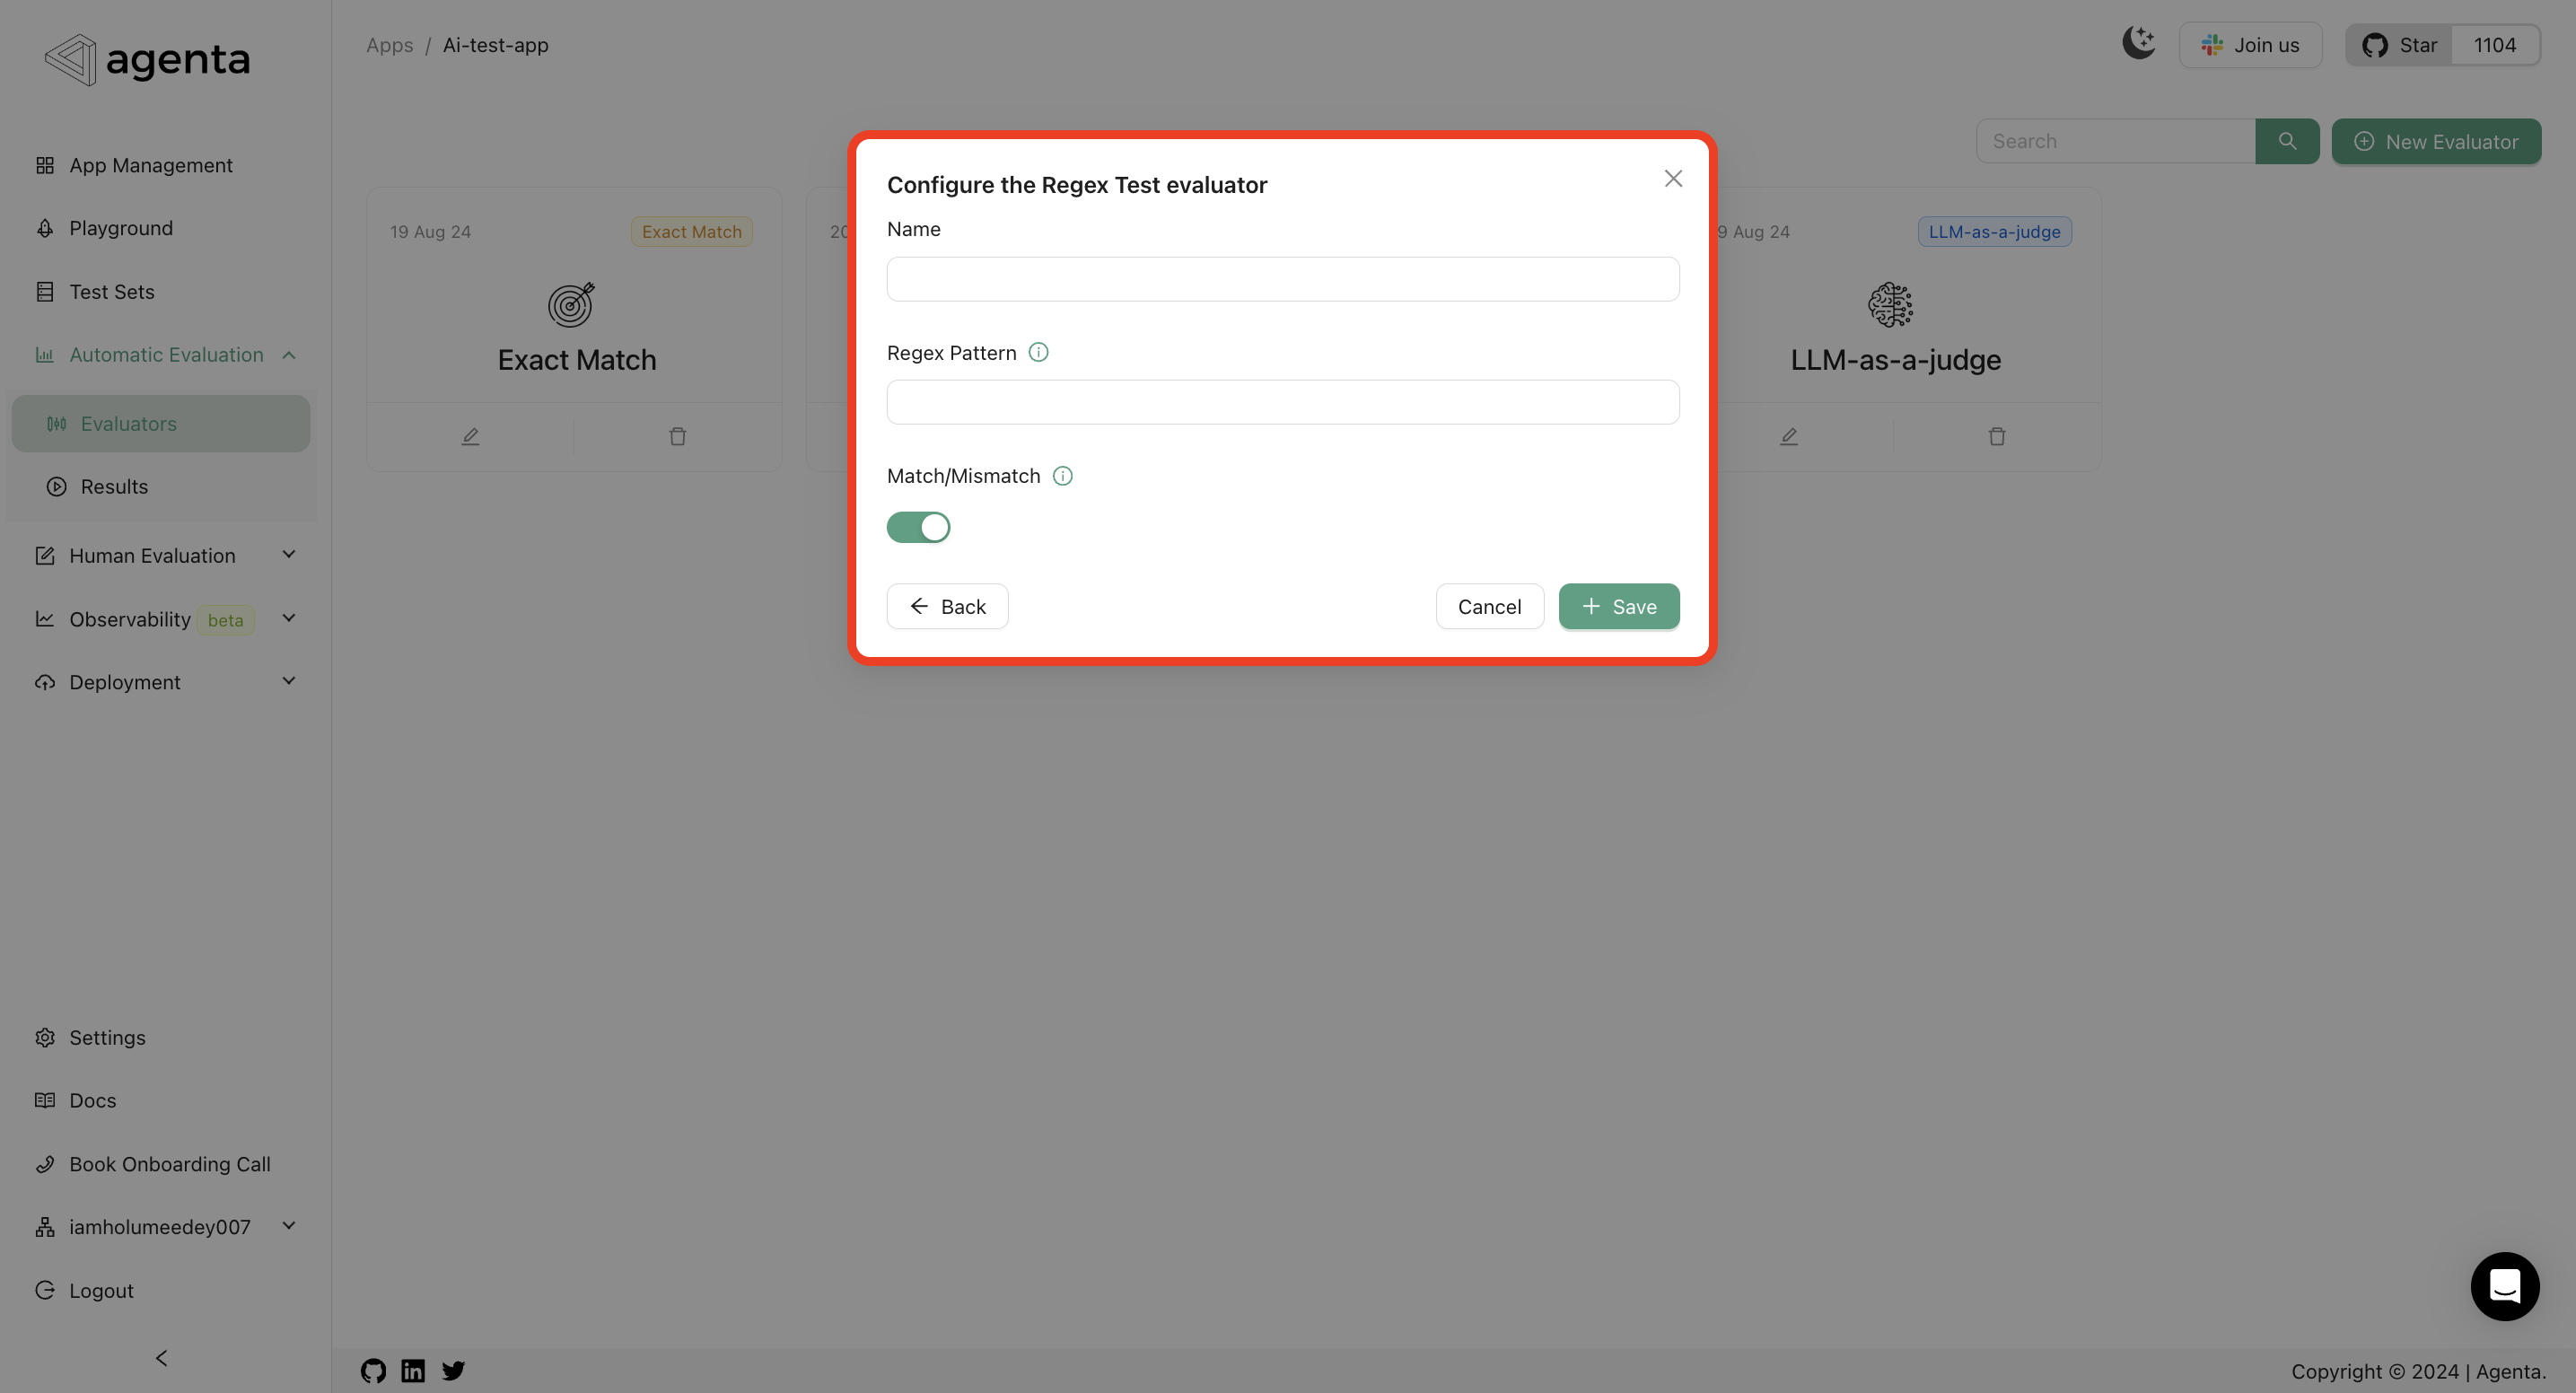 agenta
Apps / Ai-test-app
Join us
Star 1104
App Management
Playground
Test Sets
Automatic Evaluation
Evaluators
Results
Human Evaluation
Observability beta
Deployment
Settings
Docs
Book Onboarding Call
iamholumeedey007
Logout
Search
New Evaluator
19 Aug 24 Exact Match
Exact Match
20
9 Aug 24 LLM-as-a-judge
LLM-as-a-judge
Configure the Regex Test evaluator
Name
Regex Pattern
Match/Mismatch
Back Cancel Save
Copyright © 2024 | Agenta.